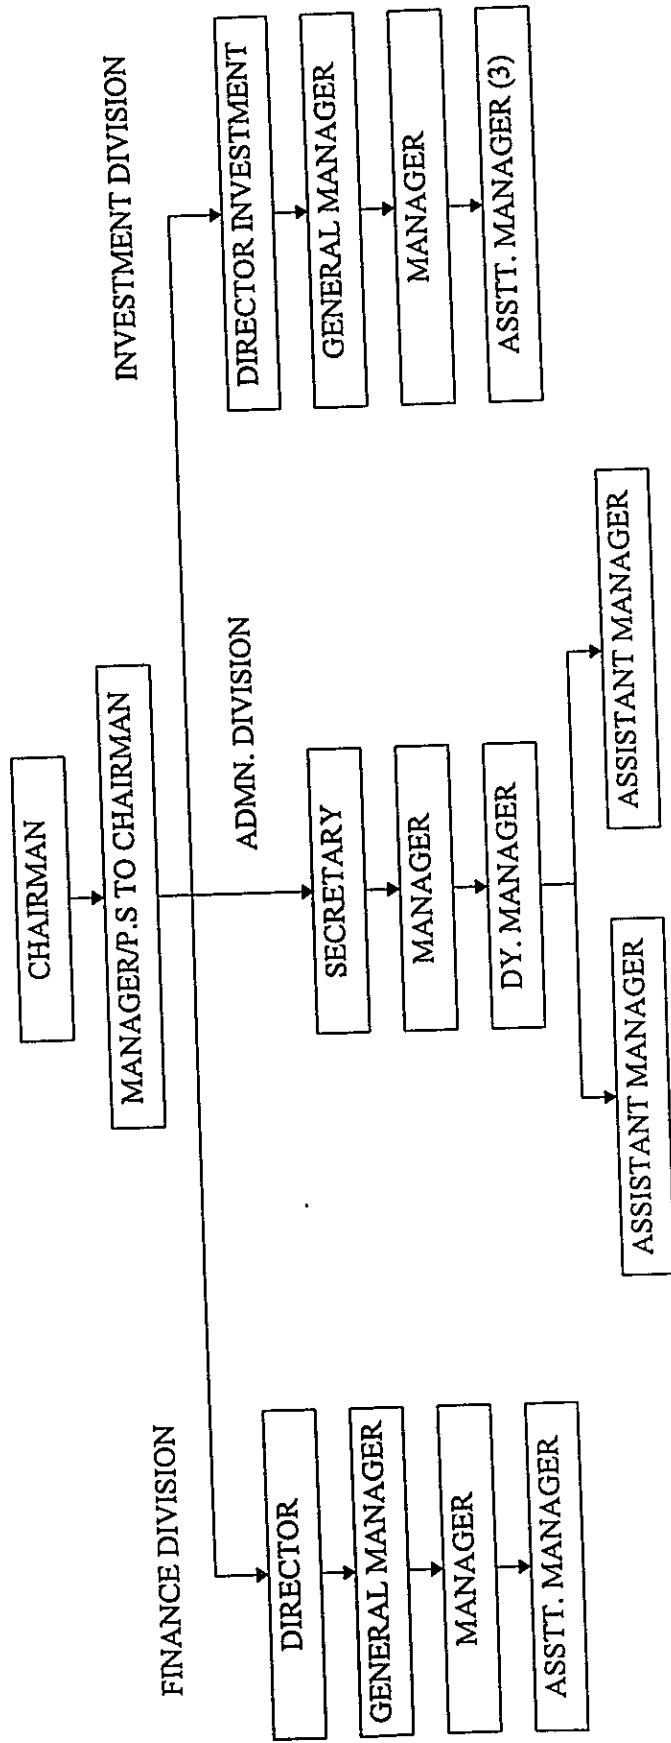 CHAIRMAN
MANAGER/P.S TO CHAIRMAN
FINANCE DIVISION
DIRECTOR
GENERAL MANAGER
MANAGER
ASSTT. MANAGER
ADMN. DIVISION
SECRETARY
MANAGER
DY. MANAGER
ASSISTANT MANAGER
ASSISTANT MANAGER
INVESTMENT DIVISION
DIRECTOR INVESTMENT
GENERAL MANAGER
MANAGER
ASSTT. MANAGER (3)